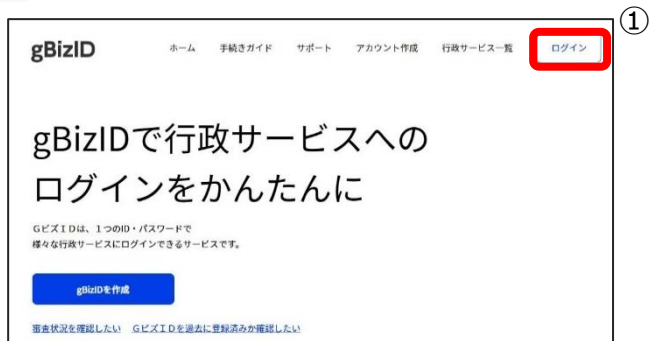 ①
gBizID ホーム 手続きガイド サポート アカウント作成 行政サービス一覧 ログイン
gBizIDで行政サービスへの
ログインをかんたんに
GビズIDは、1つのID・パスワードで
様々な行政サービスにログインできるサービスです。
gBizIDを作成
審査状況を確認したい GビズIDを過去に登録済みか確認したい